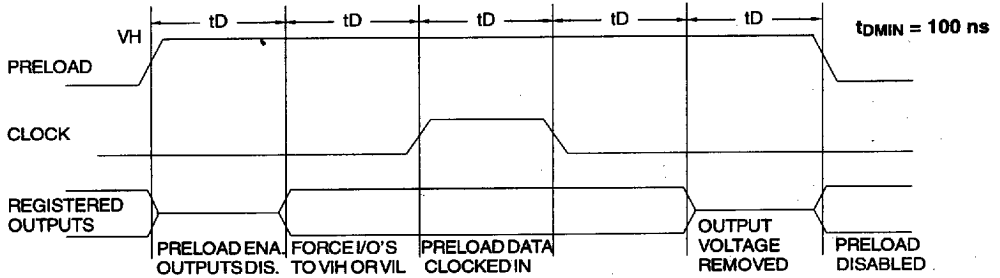 tD tD tD tD tD
VH
tDMIN = 100 ns
PRELOAD
CLOCK
REGISTERED
OUTPUTS
PRELOAD ENA.
OUTPUTS DIS.
FORCE I/O'S
TO VIH OR VIL
PRELOAD DATA
CLOCKED IN
OUTPUT
VOLTAGE
REMOVED
PRELOAD
DISABLED